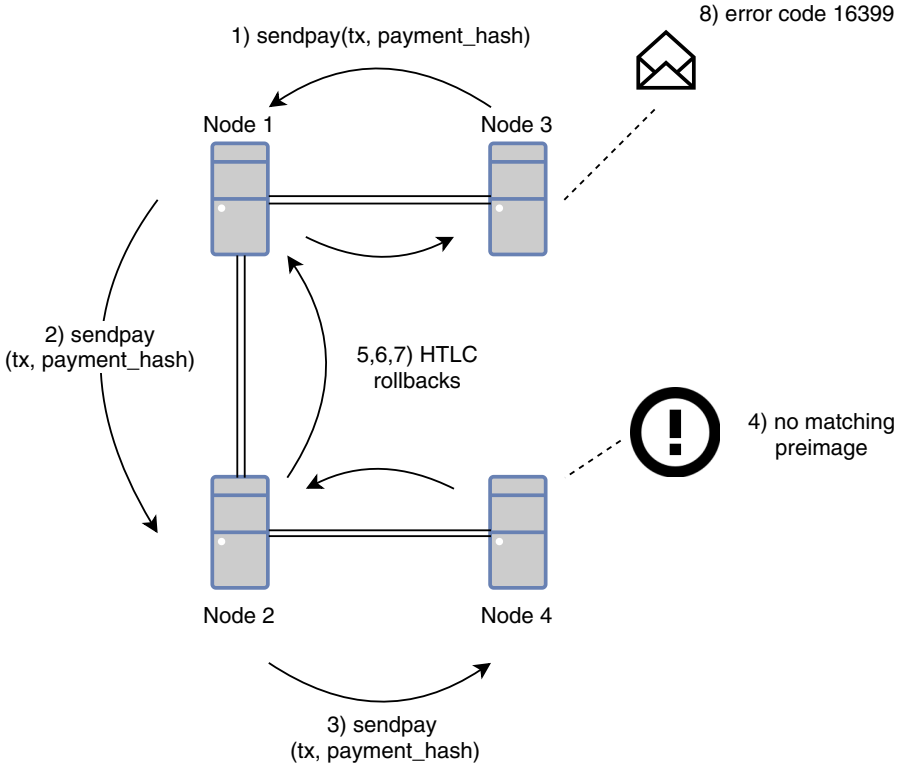 8) error code 16399
1) sendpay(tx, payment_hash)
Node 1
Node 3
2) sendpay
(tx, payment_hash)
5,6,7) HTLC
rollbacks
4) no matching
preimage
Node 2
Node 4
3) sendpay
(tx, payment_hash)